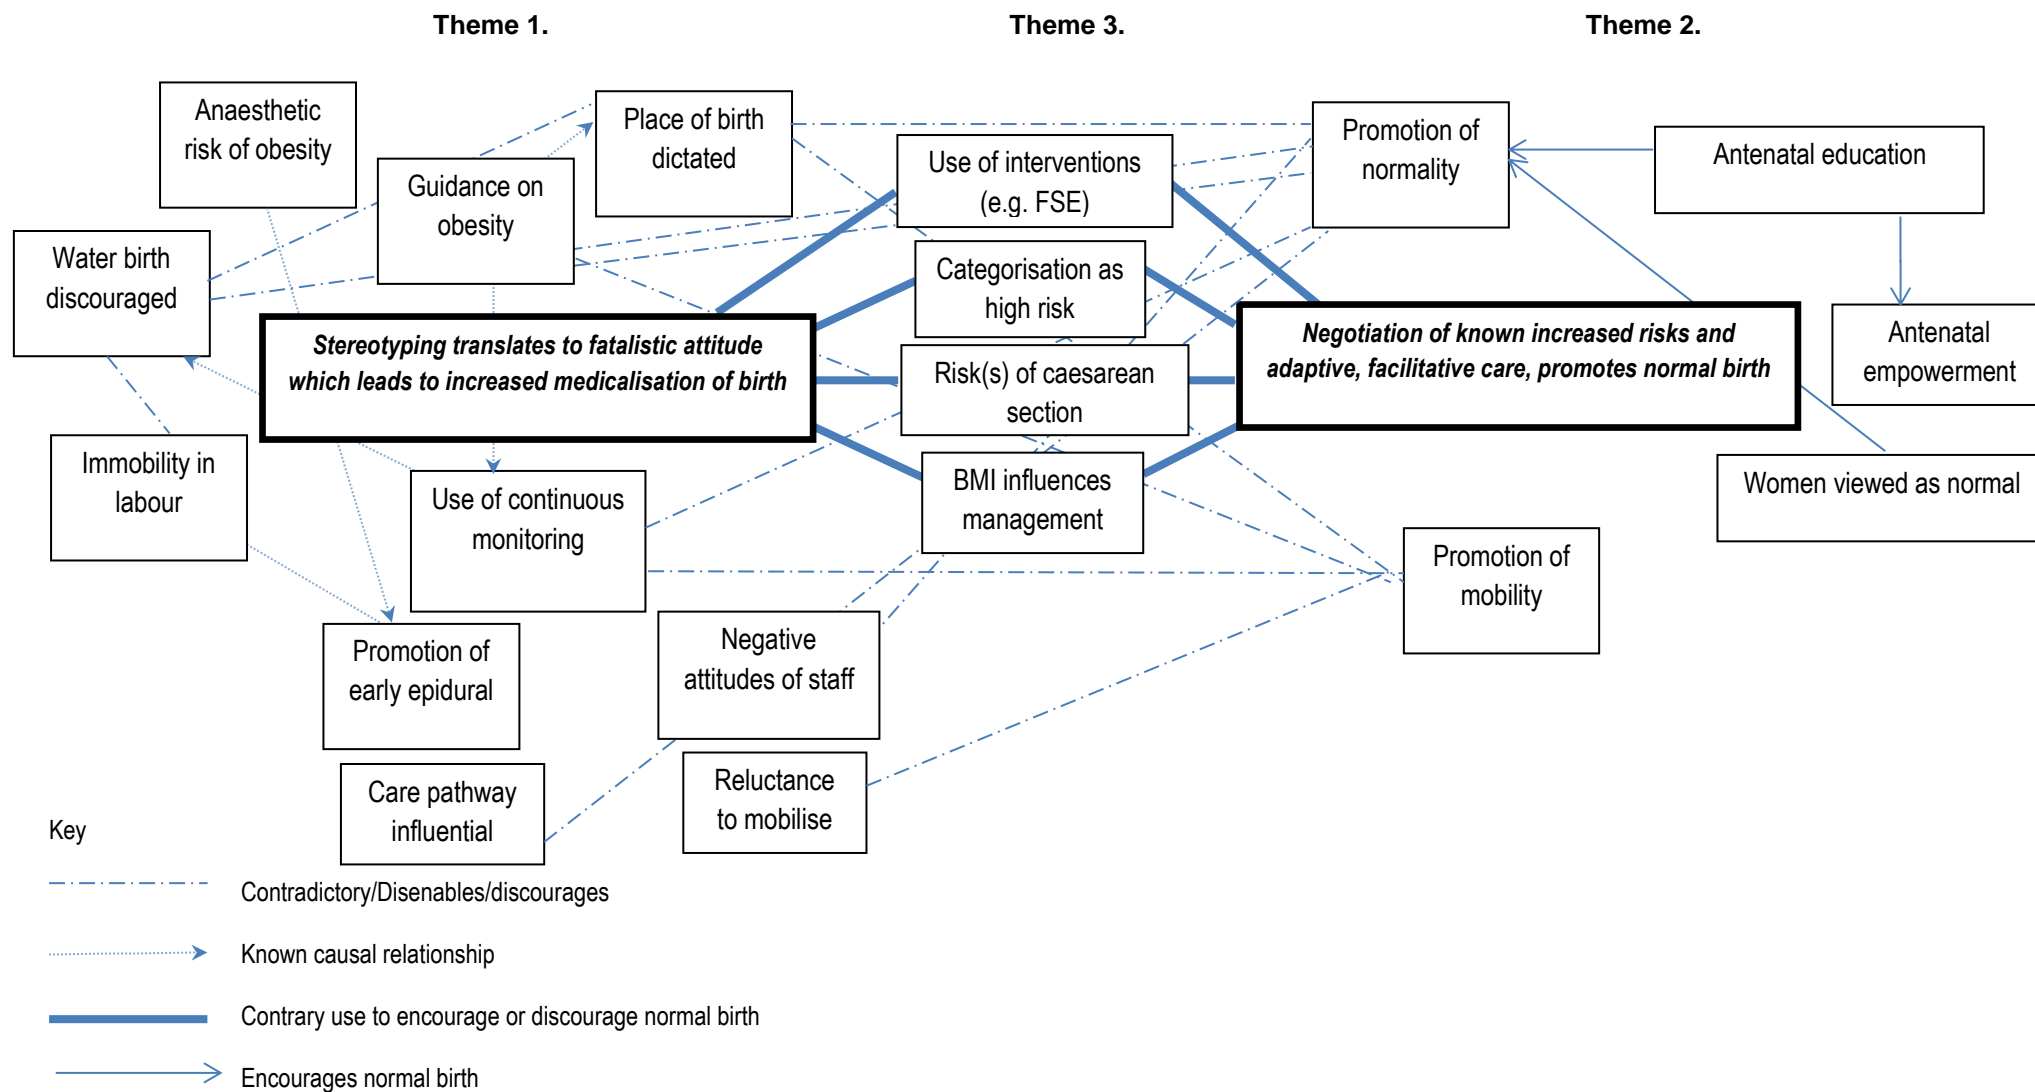 Theme 1.
Theme 3.
Theme 2.
Anaesthetic
risk of obesity
Place of birth
dictated
Guidance on
obesity
Use of interventions
(e.g. FSE)
Promotion of
normality
Antenatal education
Water birth
discouraged
Categorisation as
high risk
Stereotyping translates to fatalistic attitude
which leads to increased medicalisation of birth
Negotiation of known increased risks and
adaptive, facilitative care, promotes normal birth
Antenatal
empowerment
Risk(s) of caesarean
section
Immobility in
labour
Use of continuous
monitoring
BMI influences
management
Women viewed as normal
Promotion of
mobility
Promotion of
early epidural
Negative
attitudes of staff
Care pathway
influential
Reluctance
to mobilise
Key
Contradictory/Disenables/discourages
Known causal relationship
Contrary use to encourage or discourage normal birth
Encourages normal birth